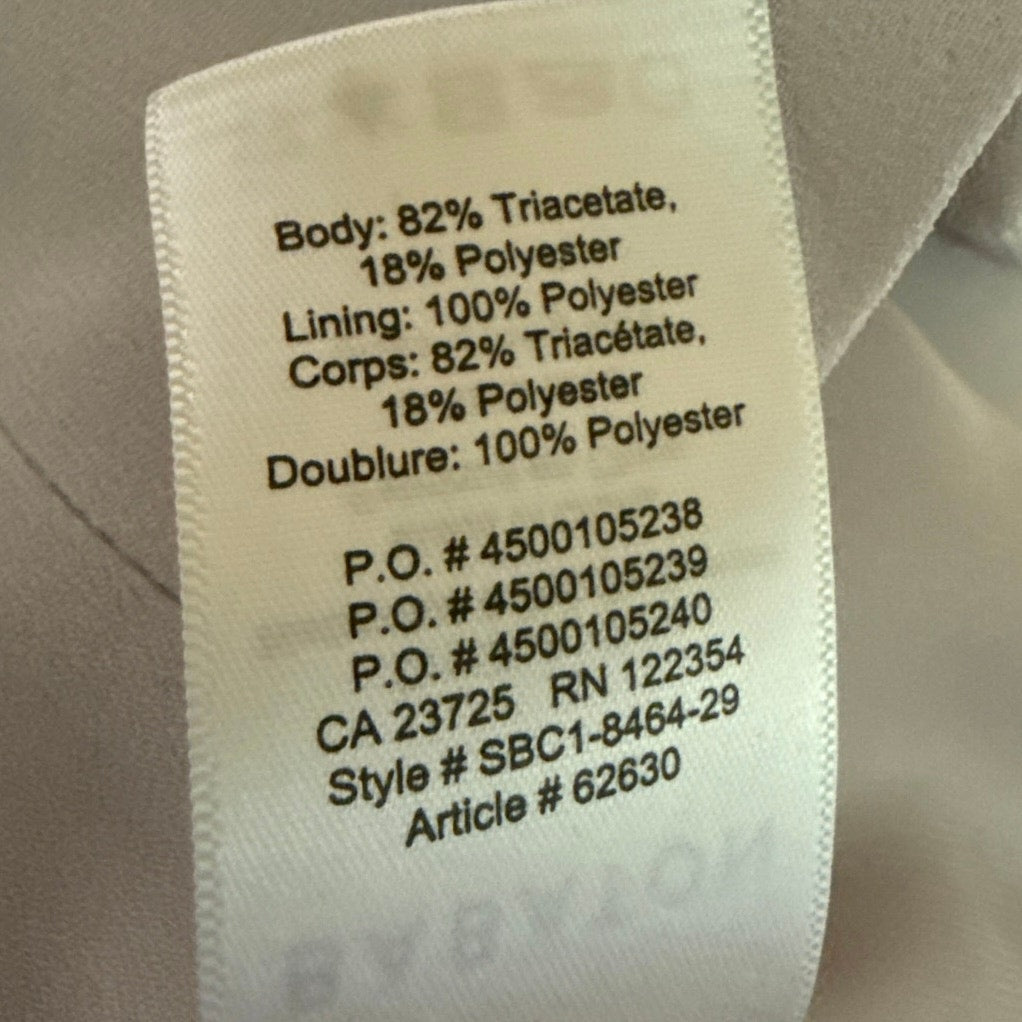 Body: 82% Triacetate,
18% Polyester
Lining: 100% Polyester
Corps: 82% Triacétate,
18% Polyester
Doublure: 100% Polyester
P.O. # 4500105238
P.O. # 4500105239
P.O. # 4500105240
CA 23725 RN 122354
Style # SBC1-8464-29
Article # 62630
BABATON